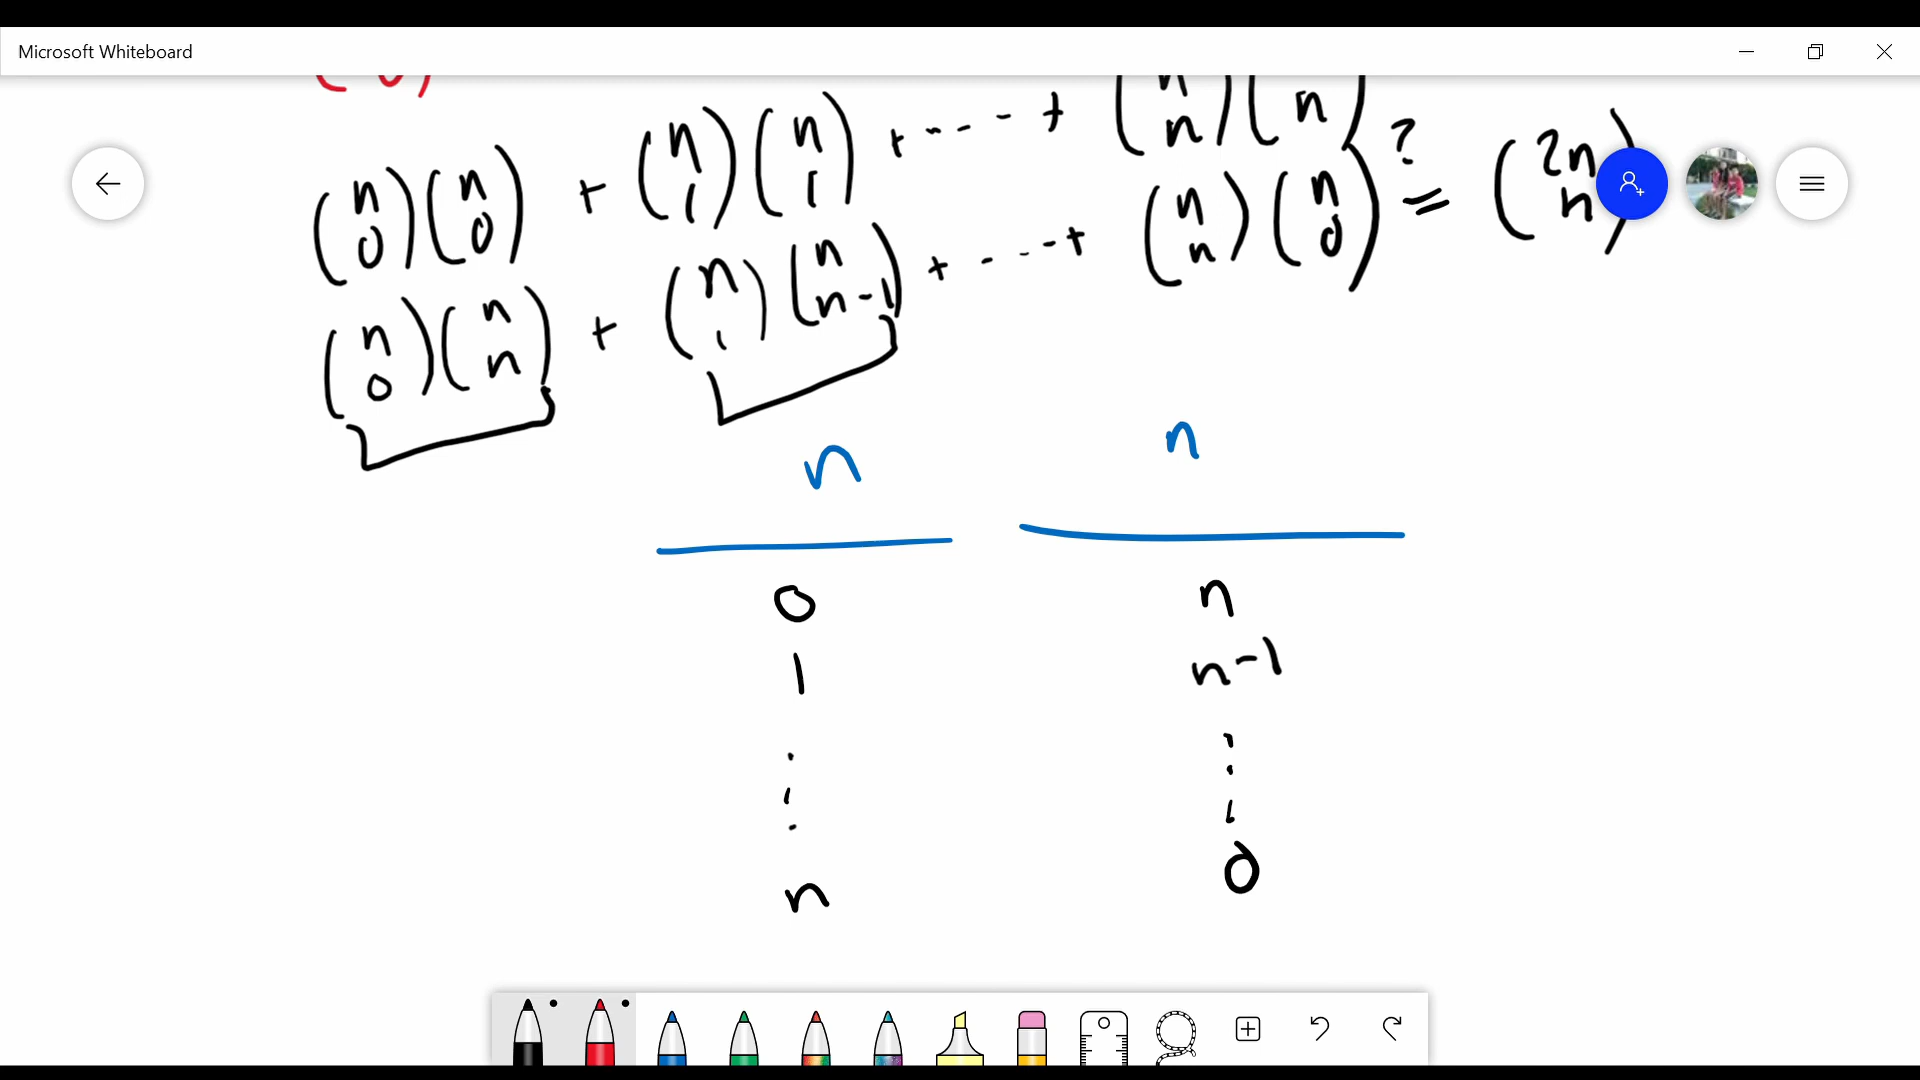 Microsoft Whiteboard
(n 0)(n 0) + (n 1)(n 1) + ---- + (n n)(n n)
(n 0)(n n) + (n 1)(n n-1) + ---- + (n n)(n 0) ?= (2n n)
n n
0 n
1 n-1
⋮ ⋮
n 0